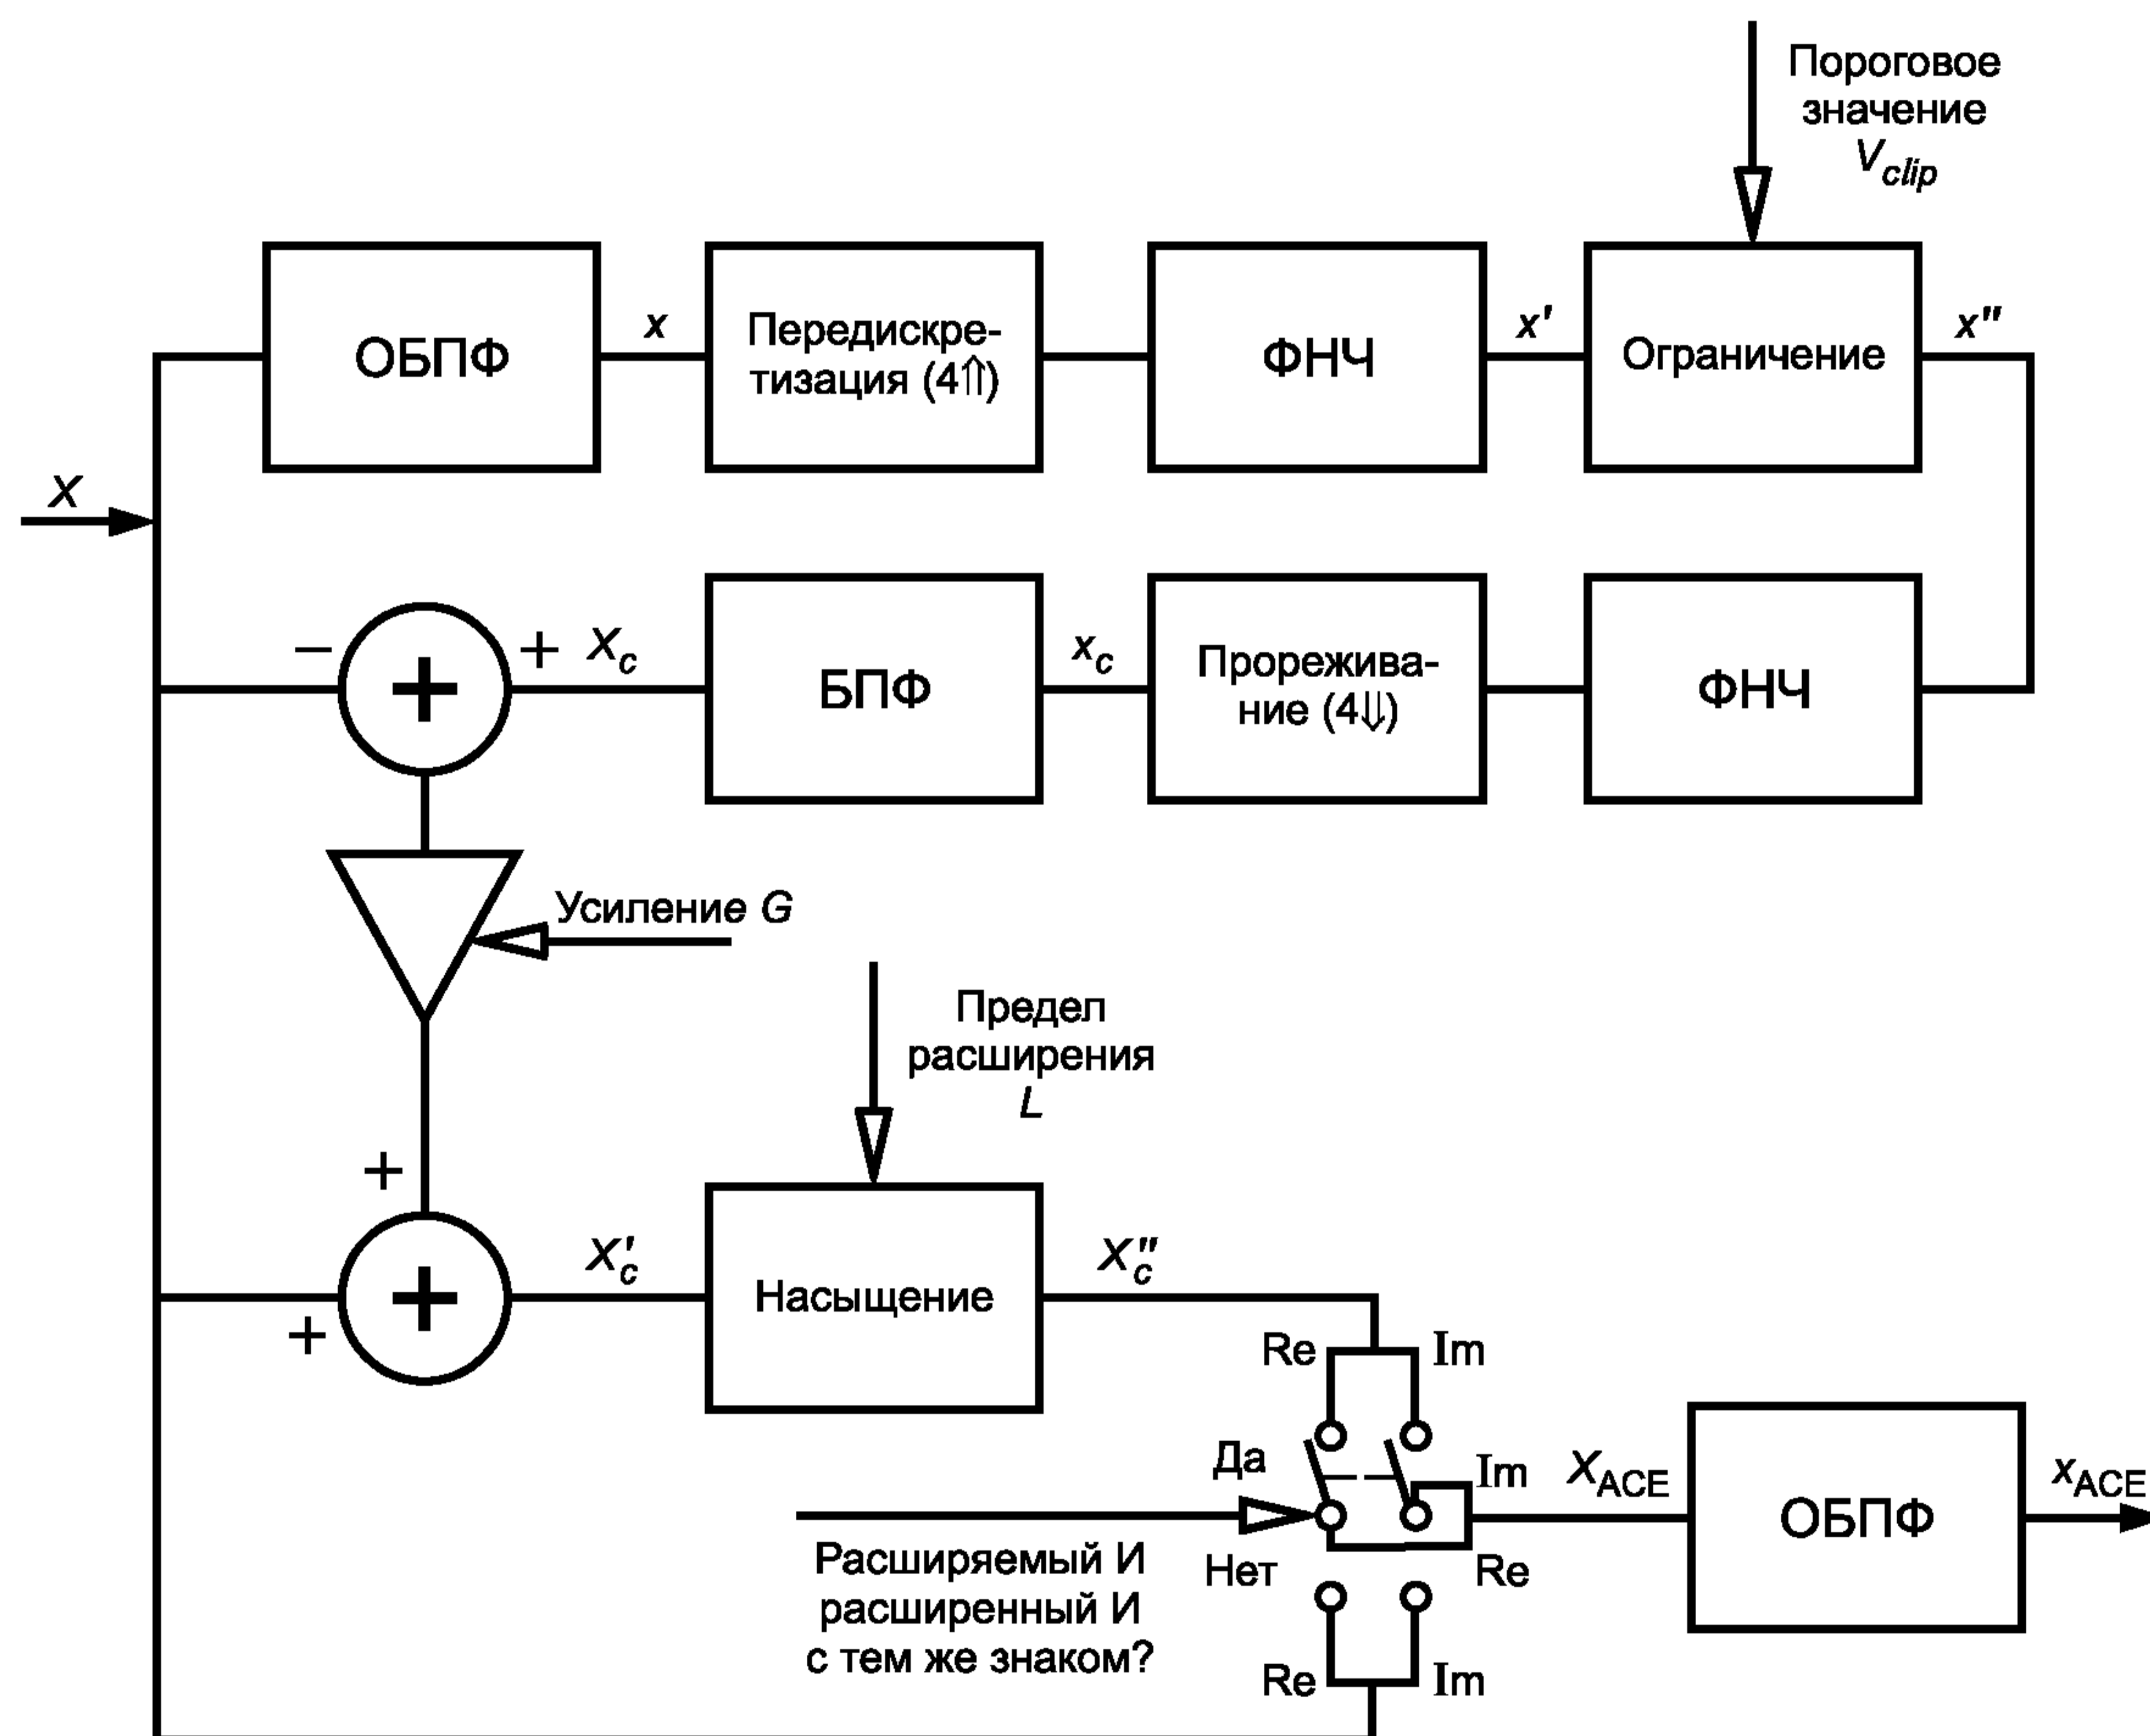 Пороговое
значение
V_clip
ОБПФ
x
Передискре-
тизация (4⇑)
ФНЧ
x'
Ограничение
x"
X
−
+
+
X_c
БПФ
x_c
Прорежива-
ние (4⇓)
ФНЧ
Усиление G
Предел
расширения
L
+
+
+
X'_c
Насыщение
X"_c
Re
Im
Да
Im
X_ACE
ОБПФ
x_ACE
Расширяемый И
расширенный И
с тем же знаком?
Нет
Re
Re
Im